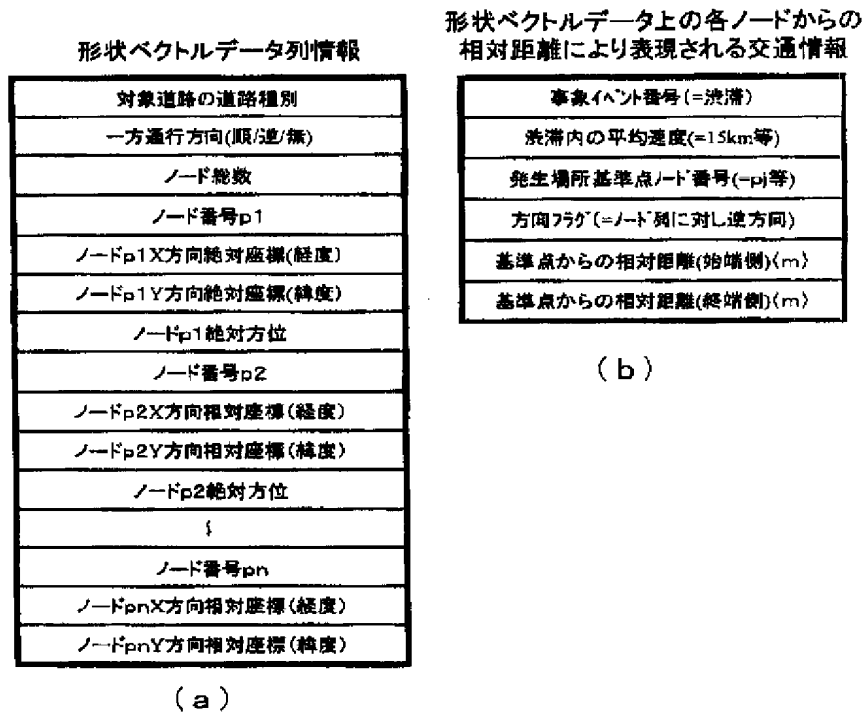 形状ベクトルデータ列情報
対象道路の道路種別
一方通行方向(順/逆/無)
ノード総数
ノード番号p1
ノードp1X方向絶対座標(経度)
ノードp1Y方向絶対座標(緯度)
ノードp1絶対方位
ノード番号p2
ノードp2X方向相対座標(経度)
ノードp2Y方向相対座標(緯度)
ノードp2絶対方位
〜
ノード番号pn
ノードpnX方向相対座標(経度)
ノードpnY方向相対座標(緯度)
(a)
形状ベクトルデータ上の各ノードからの
相対距離により表現される交通情報
事象イベント番号(=渋滞)
渋滞内の平均速度(=15km等)
発生場所基準点ノード番号(=pj等)
方向フラグ(=ノード列に対し逆方向)
基準点からの相対距離(始端側)(m)
基準点からの相対距離(終端側)(m)
(b)